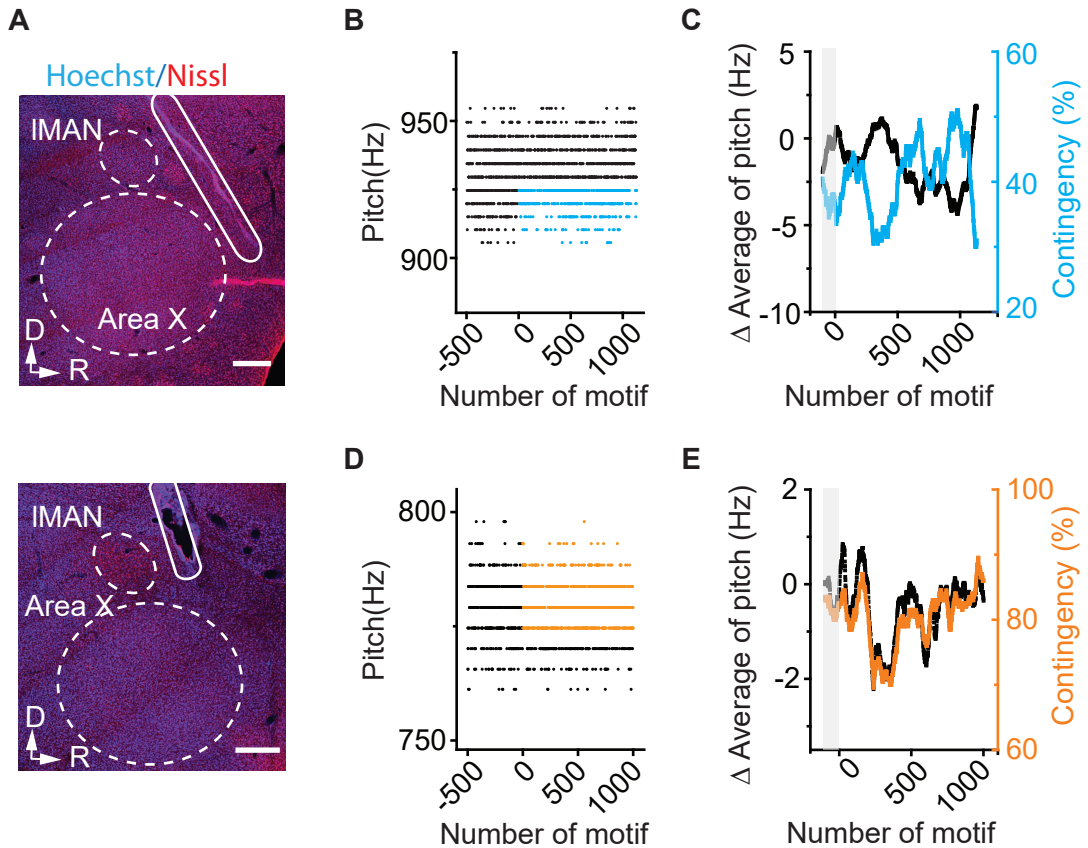 A
Hoechst/Nissl
lMAN
Area X
D
R
B
Pitch(Hz)
950
900
-500
0
500
1000
Number of motif
C
Δ Average of pitch (Hz)
5
0
-5
-10
0
500
1000
Number of motif
60
40
20
Contingency (%)
lMAN
Area X
D
R
D
Pitch(Hz)
800
750
-500
0
500
1000
Number of motif
E
Δ Average of pitch (Hz)
2
0
-2
0
500
1000
Number of motif
100
80
60
Contingency (%)